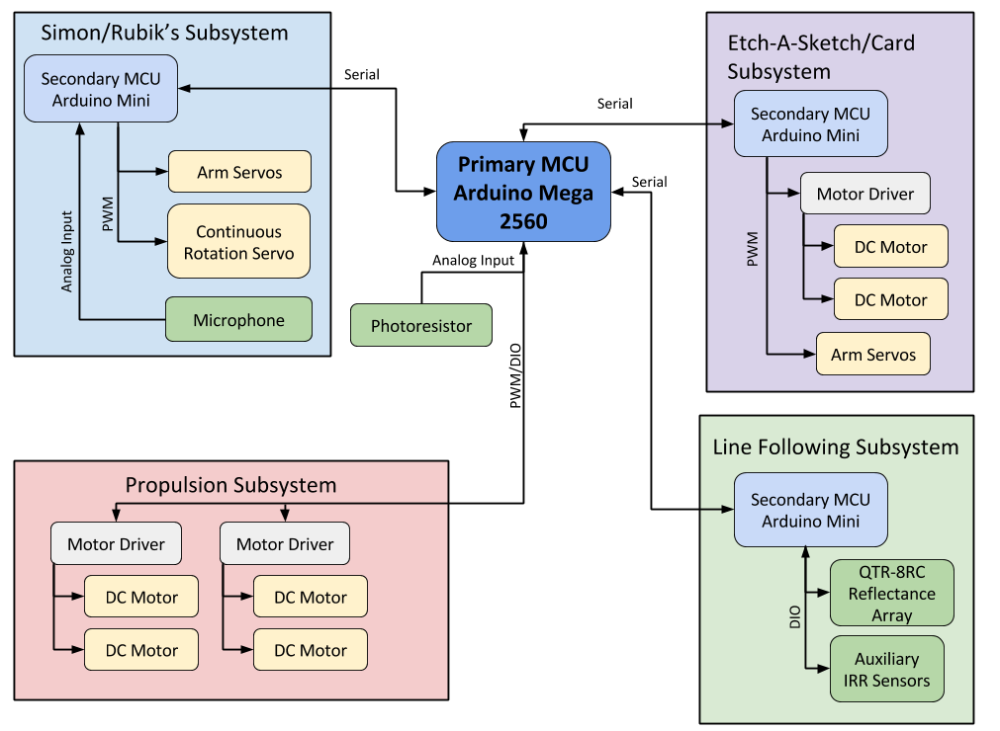 Simon/Rubik's Subsystem
Secondary MCU
Arduino Mini
Arm Servos
PWM
Continuous
Rotation Servo
Analog Input
Microphone
Serial
Primary MCU
Arduino Mega
2560
Analog Input
Photoresistor
PWM/DIO
Serial
Serial
Etch-A-Sketch/Card
Subsystem
Secondary MCU
Arduino Mini
Motor Driver
PWM
DC Motor
DC Motor
Arm Servos
Propulsion Subsystem
Motor Driver
DC Motor
DC Motor
Motor Driver
DC Motor
DC Motor
Line Following Subsystem
Secondary MCU
Arduino Mini
DIO
QTR-8RC
Reflectance
Array
Auxiliary
IRR Sensors